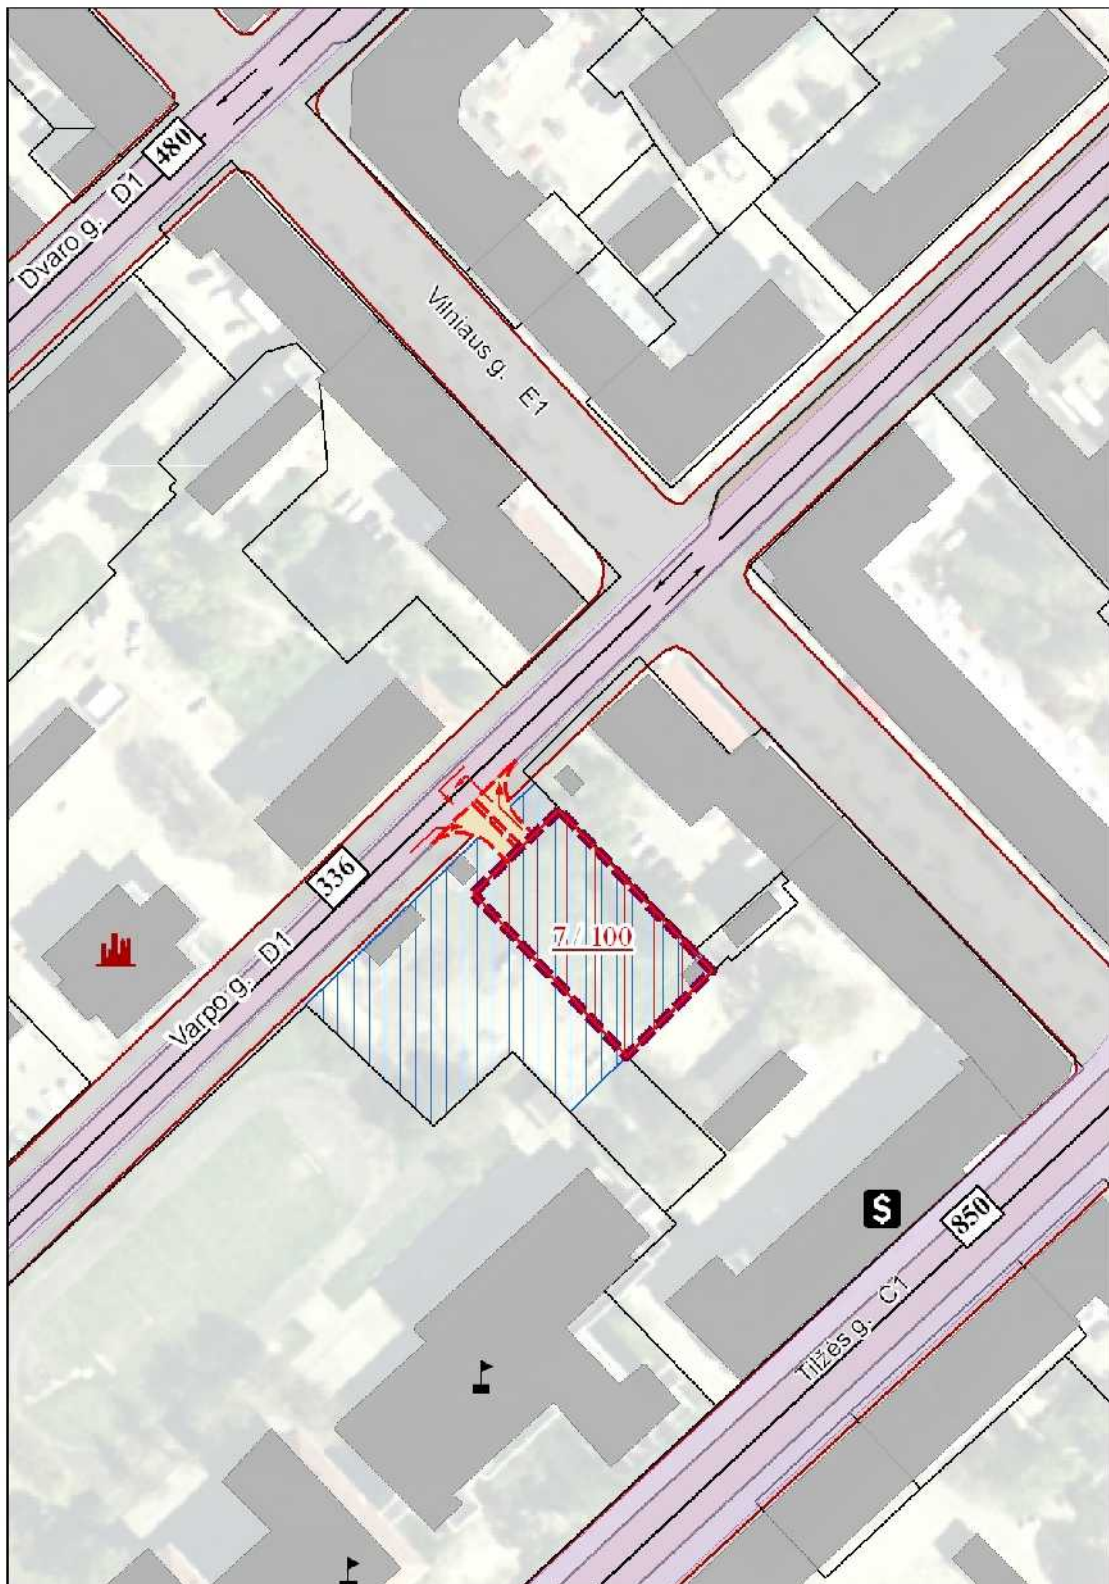 480
Dvaro g. D1
Vilniaus g. E1
336
7 / 100
Varpo g. D1
$
850
Tilžės g. C1